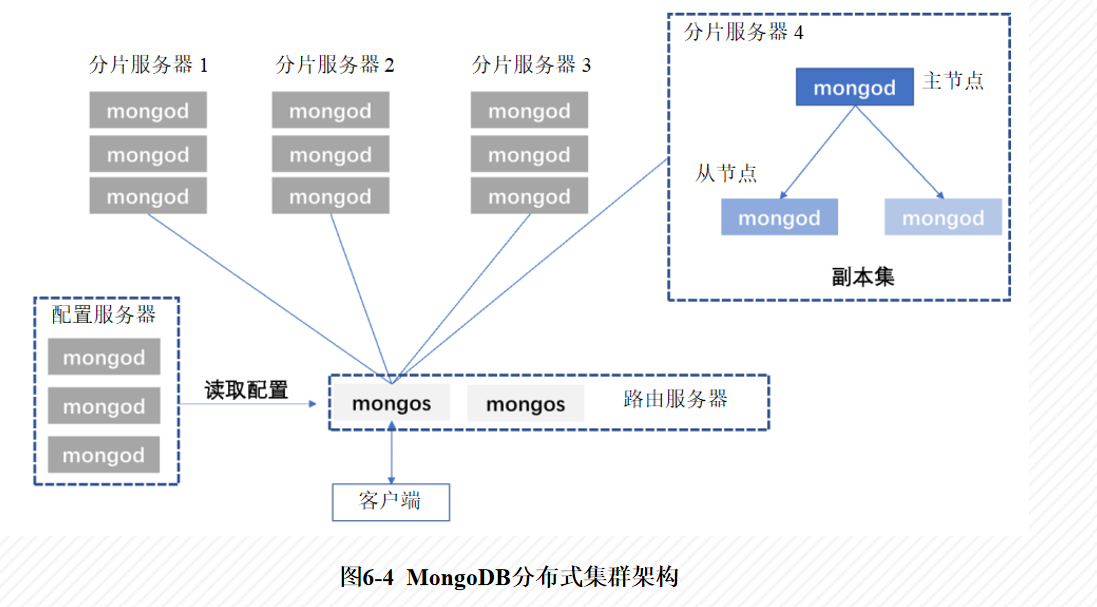 分片服务器 1
mongod
mongod
mongod
分片服务器 2
mongod
mongod
mongod
分片服务器 3
mongod
mongod
mongod
分片服务器 4
mongod
主节点
从节点
mongod
mongod
副本集
配置服务器
mongod
mongod
mongod
读取配置
mongos
mongos
路由服务器
客户端
图6-4 MongoDB分布式集群架构